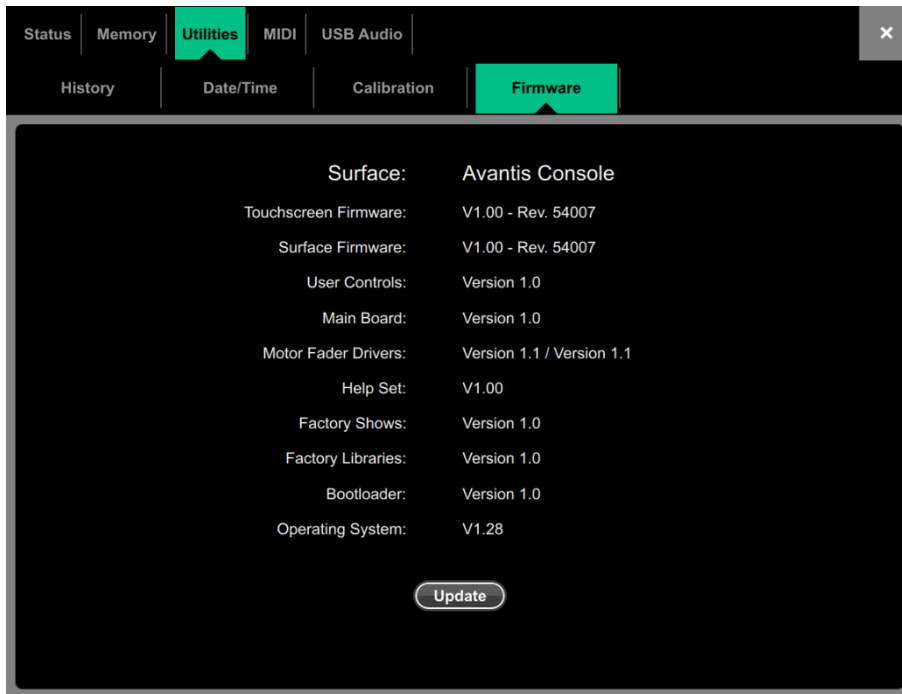 Status Memory Utilities MIDI USB Audio ×
History Date/Time Calibration Firmware
Surface: Avantis Console
Touchscreen Firmware: V1.00 - Rev. 54007
Surface Firmware: V1.00 - Rev. 54007
User Controls: Version 1.0
Main Board: Version 1.0
Motor Fader Drivers: Version 1.1 / Version 1.1
Help Set: V1.00
Factory Shows: Version 1.0
Factory Libraries: Version 1.0
Bootloader: Version 1.0
Operating System: V1.28
Update